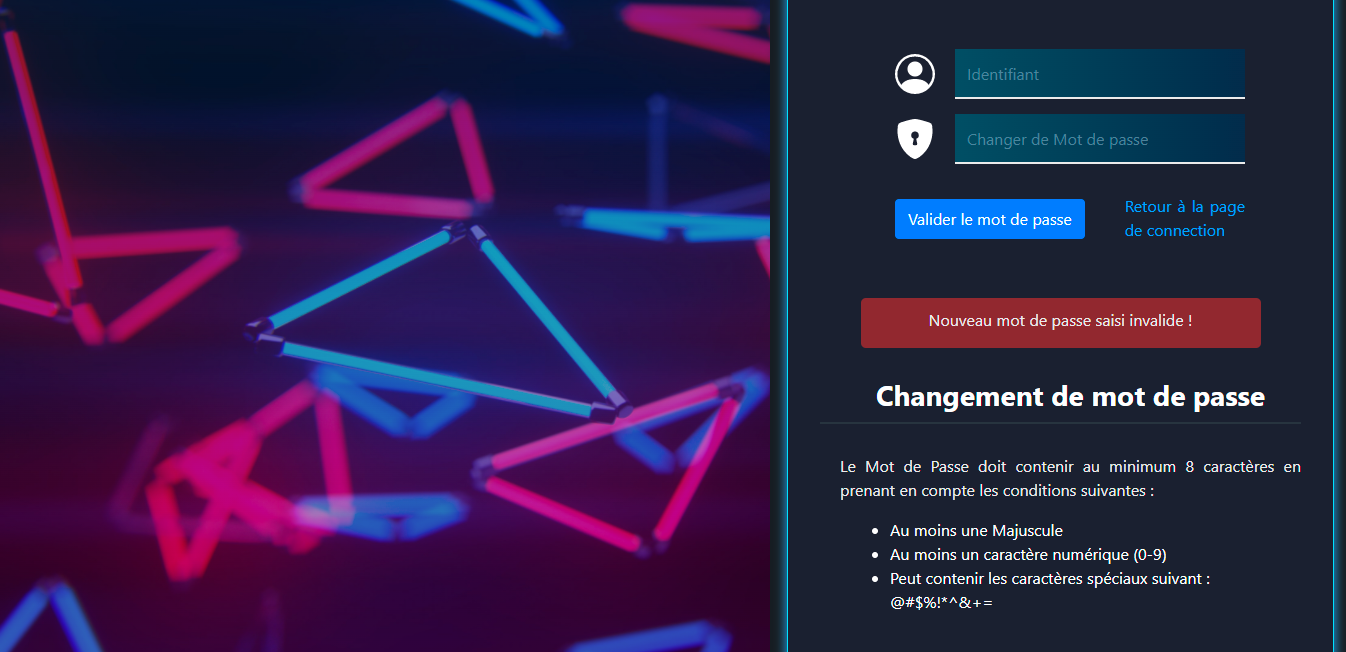 Identifiant
Changer de Mot de passe
Valider le mot de passe
Retour à la page
de connection
Nouveau mot de passe saisi invalide !
Changement de mot de passe
Le Mot de Passe doit contenir au minimum 8 caractères en
prenant en compte les conditions suivantes :
Au moins une Majuscule
Au moins un caractère numérique (0-9)
Peut contenir les caractères spéciaux suivant :
@#$%!*^&+=